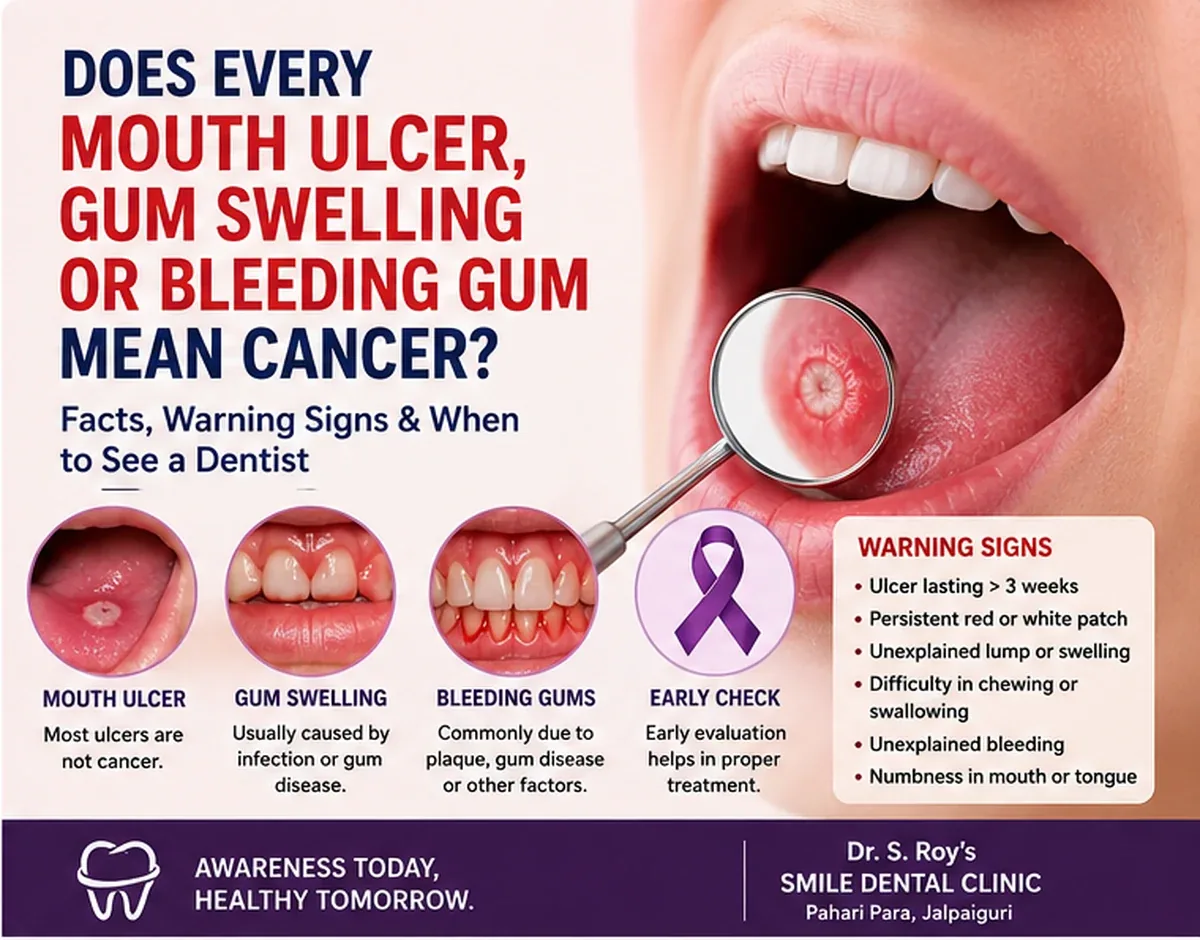 DOES EVERY
MOUTH ULCER,
GUM SWELLING
OR BLEEDING GUM
MEAN CANCER?
Facts, Warning Signs & When
to See a Dentist
MOUTH ULCER
Most ulcers are
not cancer.
GUM SWELLING
Usually caused by
infection or gum
disease.
BLEEDING GUMS
Commonly due to
plaque, gum disease
or other factors.
EARLY CHECK
Early evaluation
helps in proper
treatment.
WARNING SIGNS
• Ulcer lasting > 3 weeks
• Persistent red or white patch
• Unexplained lump or swelling
• Difficulty in chewing or
swallowing
• Unexplained bleeding
• Numbness in mouth or tongue
AWARENESS TODAY,
HEALTHY TOMORROW.
Dr. S. Roy's
SMILE DENTAL CLINIC
Pahari Para, Jalpaiguri